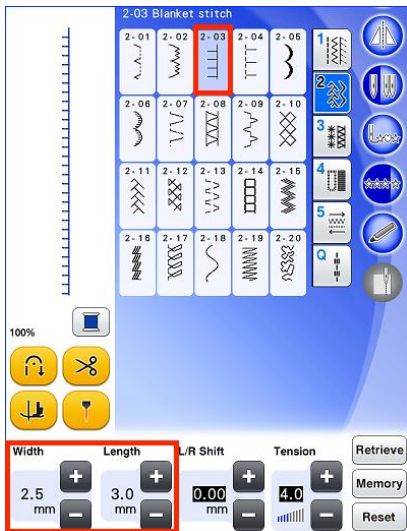 2-03 Blanket stitch
2-01 2-02 2-03 2-04 2-05 1
2
2-06 2-07 2-08 2-09 2-10
3
2-11 2-12 2-13 2-14 2-15 4
5
2-16 2-17 2-18 2-19 2-20
Q
100%
Width Length L/R Shift Tension Retrieve
2.5 3.0 0.00 4.0 Memory
mm mm mm
Reset